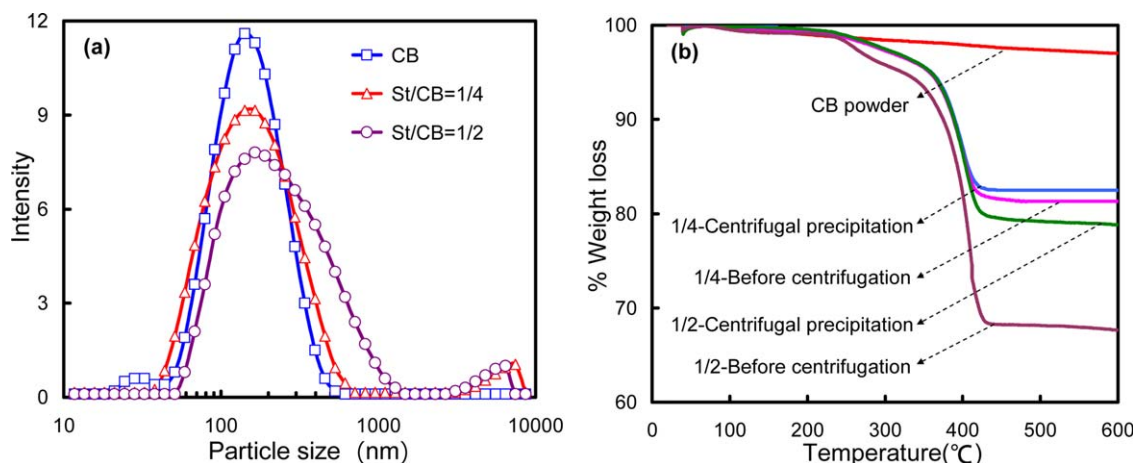 (a)
CB
St/CB=1/4
St/CB=1/2
12
9
6
3
0
Intensity
10
100
1000
10000
Particle size (nm)
(b)
100
90
80
70
60
% Weight loss
CB powder
1/4-Centrifugal precipitation
1/4-Before centrifugation
1/2-Centrifugal precipitation
1/2-Before centrifugation
0
100
200
300
400
500
600
Temperature(℃)